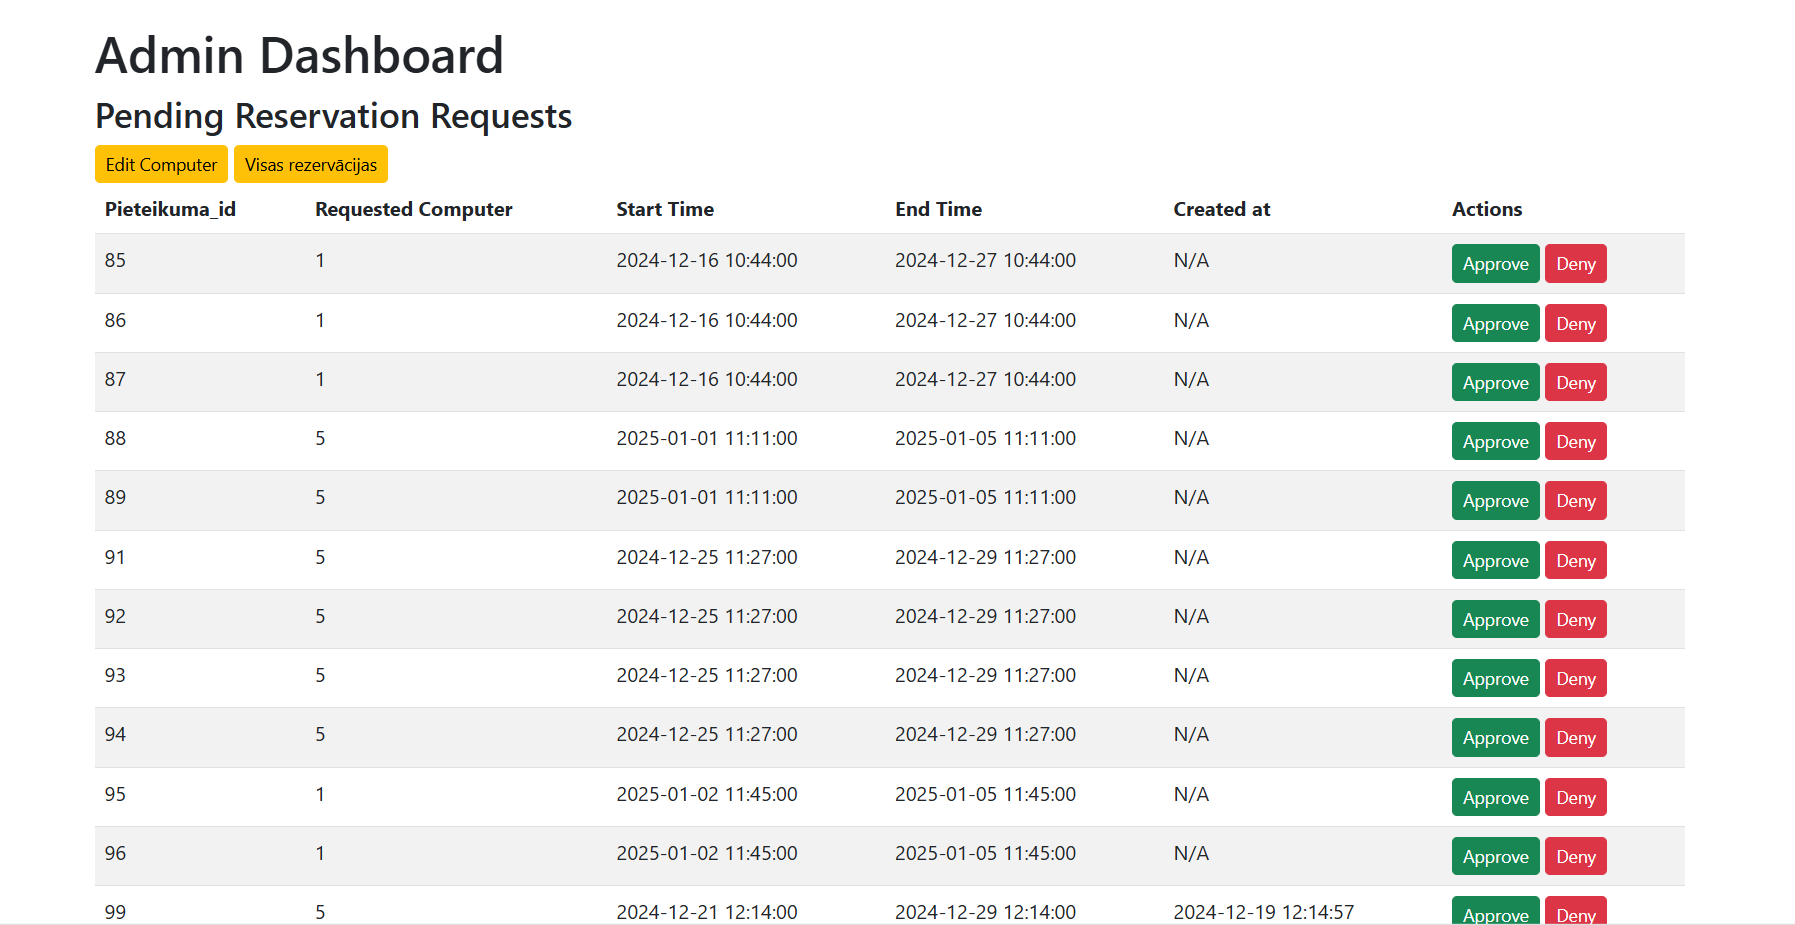 Admin Dashboard
Pending Reservation Requests
Edit Computer Visas rezervācijas
Pieteikuma_id Requested Computer Start Time End Time Created at Actions
85 1 2024-12-16 10:44:00 2024-12-27 10:44:00 N/A Approve Deny
86 1 2024-12-16 10:44:00 2024-12-27 10:44:00 N/A Approve Deny
87 1 2024-12-16 10:44:00 2024-12-27 10:44:00 N/A Approve Deny
88 5 2025-01-01 11:11:00 2025-01-05 11:11:00 N/A Approve Deny
89 5 2025-01-01 11:11:00 2025-01-05 11:11:00 N/A Approve Deny
91 5 2024-12-25 11:27:00 2024-12-29 11:27:00 N/A Approve Deny
92 5 2024-12-25 11:27:00 2024-12-29 11:27:00 N/A Approve Deny
93 5 2024-12-25 11:27:00 2024-12-29 11:27:00 N/A Approve Deny
94 5 2024-12-25 11:27:00 2024-12-29 11:27:00 N/A Approve Deny
95 1 2025-01-02 11:45:00 2025-01-05 11:45:00 N/A Approve Deny
96 1 2025-01-02 11:45:00 2025-01-05 11:45:00 N/A Approve Deny
99 5 2024-12-21 12:14:00 2024-12-29 12:14:00 2024-12-19 12:14:57 Approve Deny